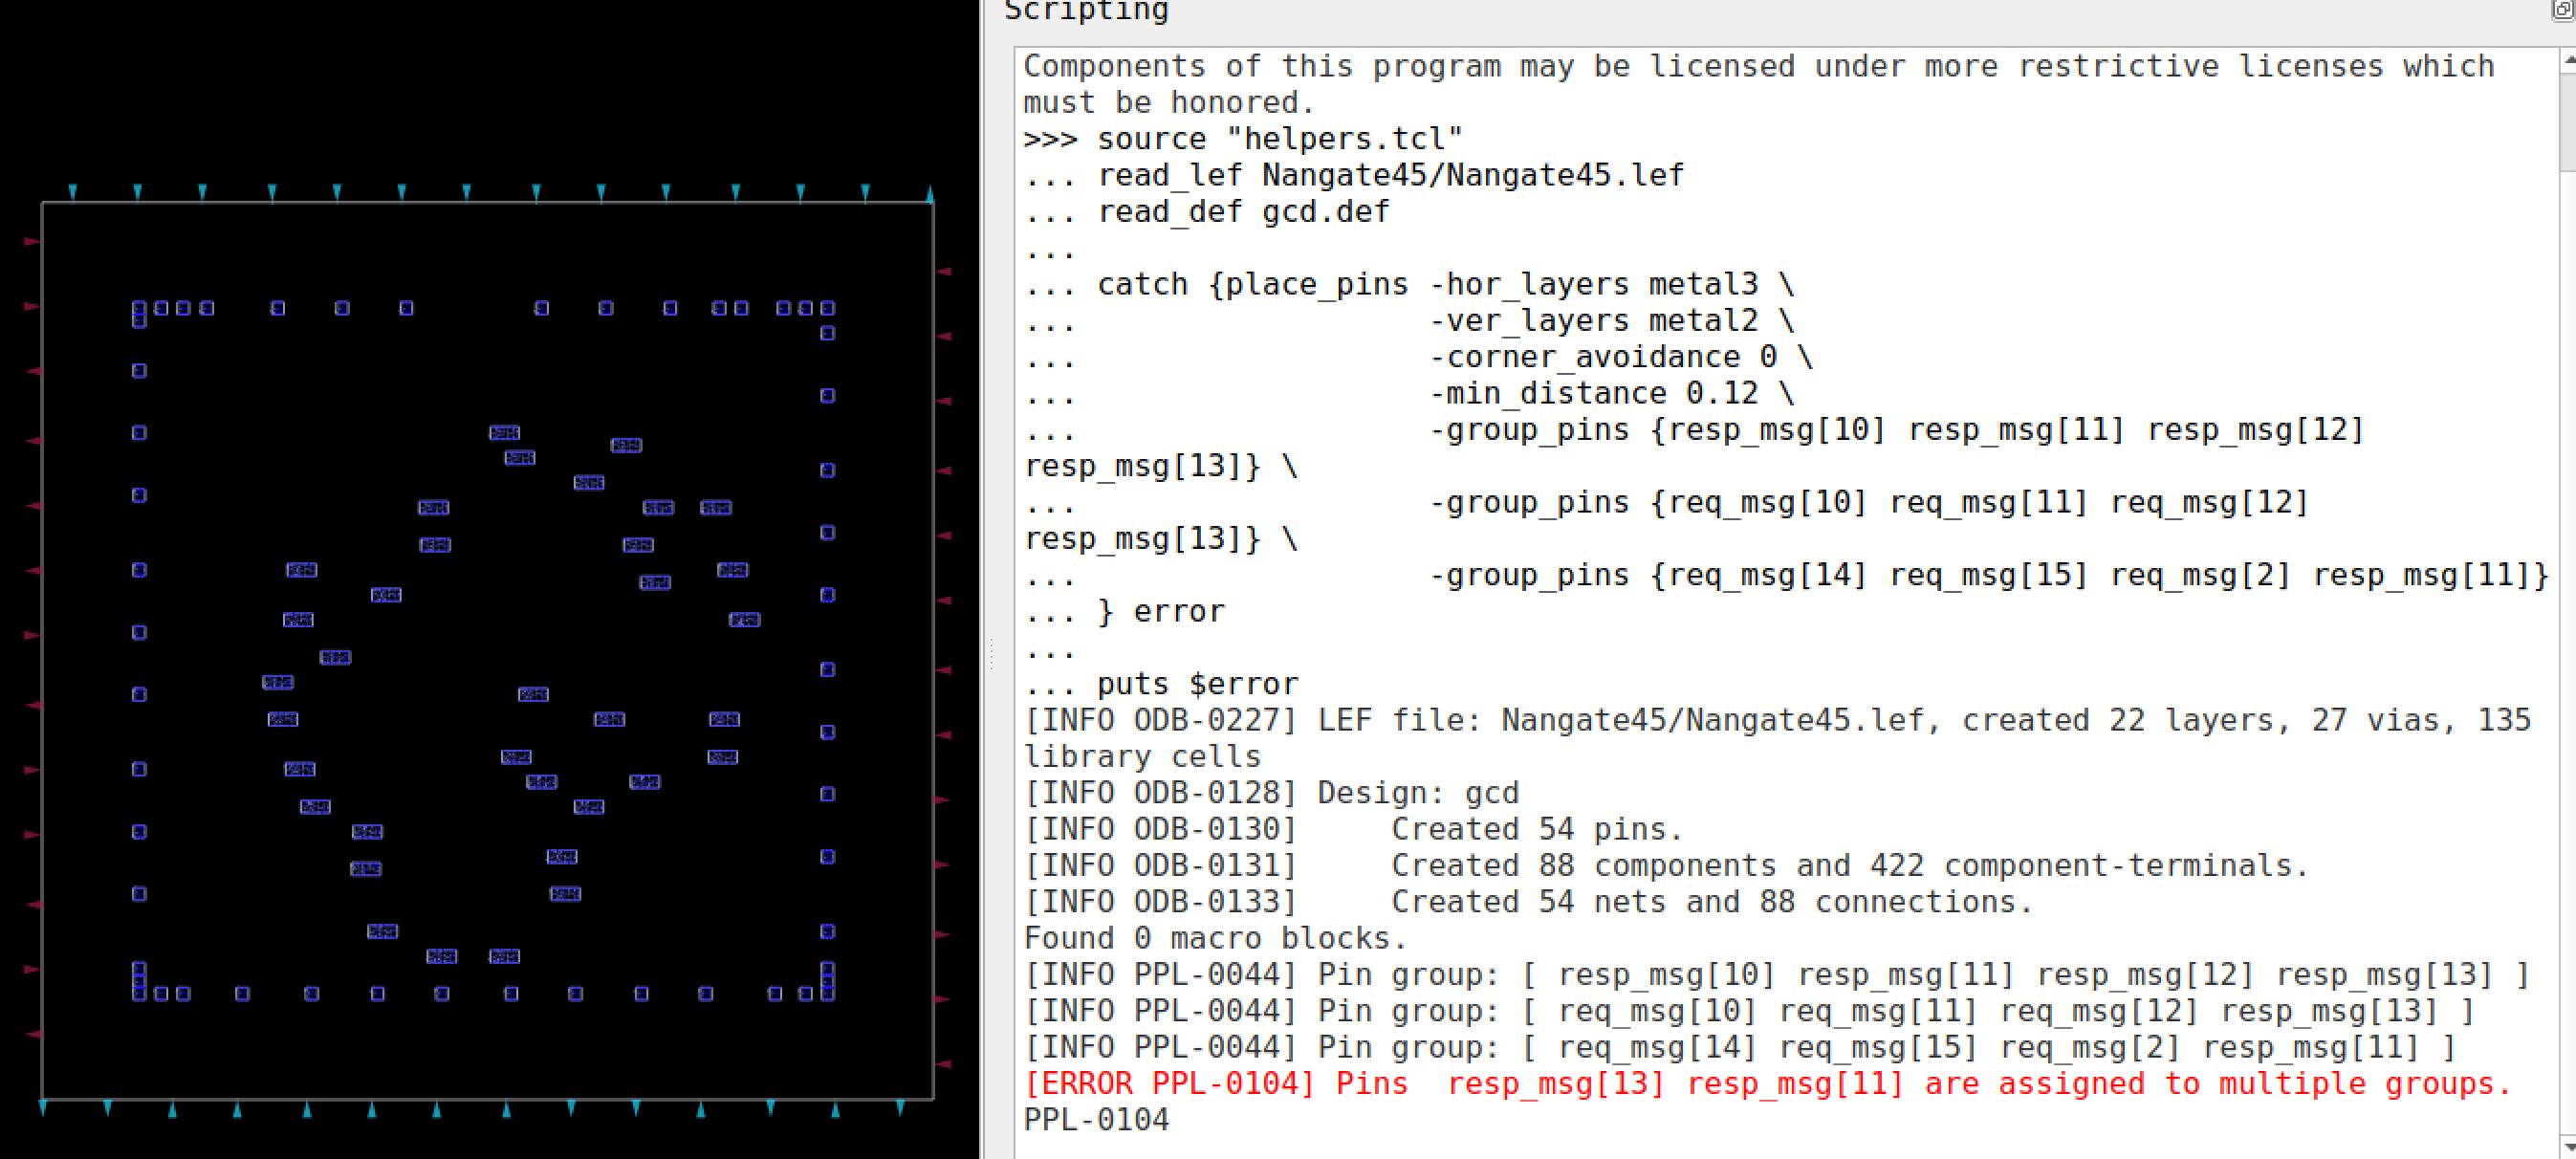 Scripting
Components of this program may be licensed under more restrictive licenses which
must be honored.
>>> source "helpers.tcl"
... read_lef Nangate45/Nangate45.lef
... read_def gcd.def
...
... catch {place_pins -hor_layers metal3 \
...                   -ver_layers metal2 \
...                   -corner_avoidance 0 \
...                   -min_distance 0.12 \
...                   -group_pins {resp_msg[10] resp_msg[11] resp_msg[12]
resp_msg[13]} \
...                   -group_pins {req_msg[10] req_msg[11] req_msg[12]
resp_msg[13]} \
...                   -group_pins {req_msg[14] req_msg[15] req_msg[2] resp_msg[11]}
... } error
...
... puts $error
[INFO ODB-0227] LEF file: Nangate45/Nangate45.lef, created 22 layers, 27 vias, 135
library cells
[INFO ODB-0128] Design: gcd
[INFO ODB-0130]     Created 54 pins.
[INFO ODB-0131]     Created 88 components and 422 component-terminals.
[INFO ODB-0133]     Created 54 nets and 88 connections.
Found 0 macro blocks.
[INFO PPL-0044] Pin group: [ resp_msg[10] resp_msg[11] resp_msg[12] resp_msg[13] ]
[INFO PPL-0044] Pin group: [ req_msg[10] req_msg[11] req_msg[12] resp_msg[13] ]
[INFO PPL-0044] Pin group: [ req_msg[14] req_msg[15] req_msg[2] resp_msg[11] ]
[ERROR PPL-0104] Pins  resp_msg[13] resp_msg[11] are assigned to multiple groups.
PPL-0104